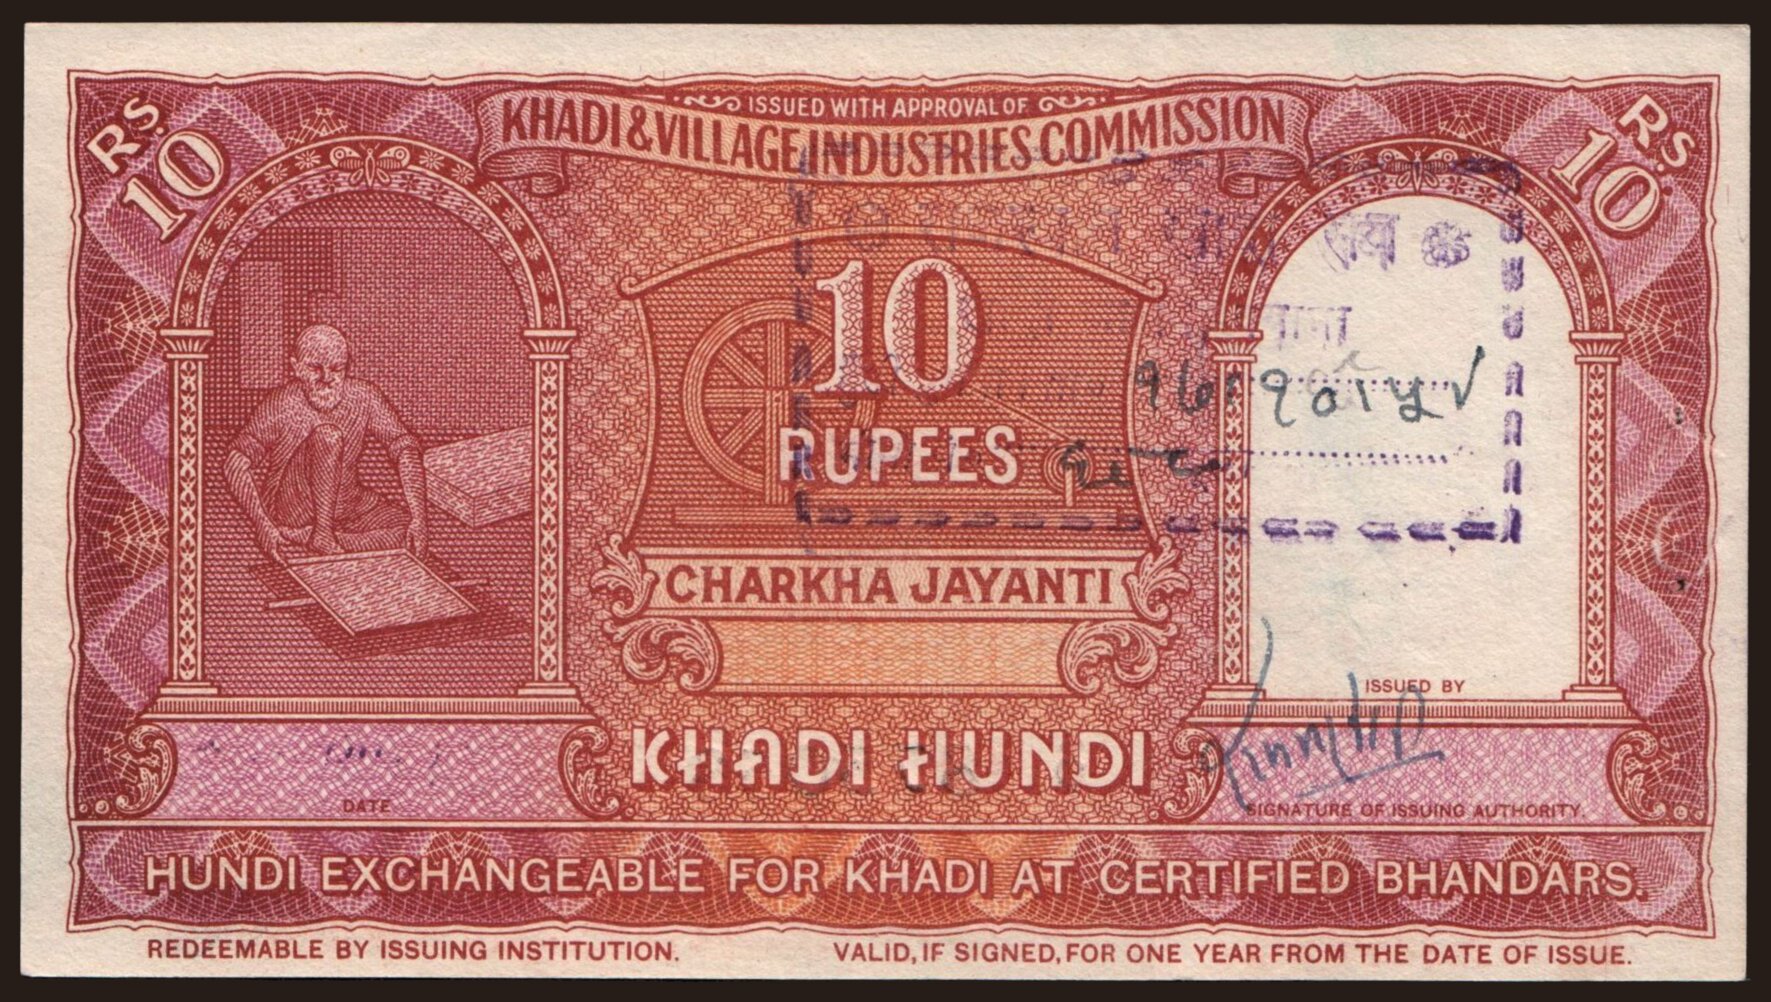 ISSUED WITH APPROVAL OF
KHADI & VILLAGE INDUSTRIES COMMISSION
RS. 10
RS. 10
10
RUPEES
CHARKHA JAYANTI
ISSUED BY
KHADI HUNDI
DATE
SIGNATURE OF ISSUING AUTHORITY.
HUNDI EXCHANGEABLE FOR KHADI AT CERTIFIED BHANDARS.
REDEEMABLE BY ISSUING INSTITUTION.
VALID, IF SIGNED, FOR ONE YEAR FROM THE DATE OF ISSUE.